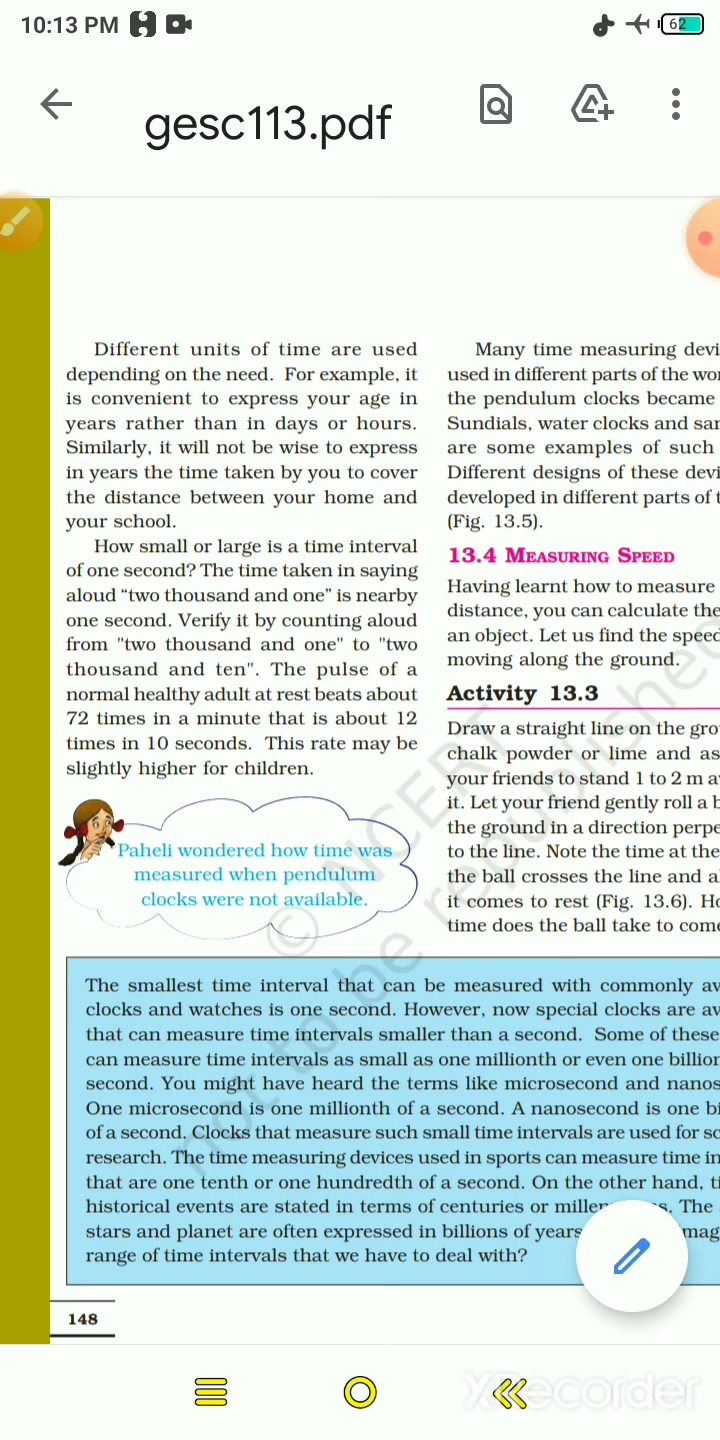 10:13 PM
62
gesc113.pdf
Different units of time are used
depending on the need. For example, it
is convenient to express your age in
years rather than in days or hours.
Similarly, it will not be wise to express
in years the time taken by you to cover
the distance between your home and
your school.
How small or large is a time interval
of one second? The time taken in saying
aloud “two thousand and one” is nearby
one second. Verify it by counting aloud
from "two thousand and one" to "two
thousand and ten". The pulse of a
normal healthy adult at rest beats about
72 times in a minute that is about 12
times in 10 seconds. This rate may be
slightly higher for children.
Paheli wondered how time was
measured when pendulum
clocks were not available.
Many time measuring devi
used in different parts of the wo
the pendulum clocks became
Sundials, water clocks and sa
are some examples of such
Different designs of these devi
developed in different parts of t
(Fig. 13.5).
13.4 MEASURING SPEED
Having learnt how to measure
distance, you can calculate the
an object. Let us find the speed
moving along the ground.
Activity 13.3
Draw a straight line on the gro
chalk powder or lime and as
your friends to stand 1 to 2 m a
it. Let your friend gently roll a b
the ground in a direction perpe
to the line. Note the time at the
the ball crosses the line and a
it comes to rest (Fig. 13.6). Ho
time does the ball take to come
The smallest time interval that can be measured with commonly av
clocks and watches is one second. However, now special clocks are av
that can measure time intervals smaller than a second. Some of these
can measure time intervals as small as one millionth or even one billion
second. You might have heard the terms like microsecond and nanos
One microsecond is one millionth of a second. A nanosecond is one bi
of a second. Clocks that measure such small time intervals are used for sc
research. The time measuring devices used in sports can measure time in
that are one tenth or one hundredth of a second. On the other hand, ti
historical events are stated in terms of centuries or The
stars and planet are often expressed in billions of years mag
range of time intervals that we have to deal with?
148
© NCERT
not to be republished
XRecorder